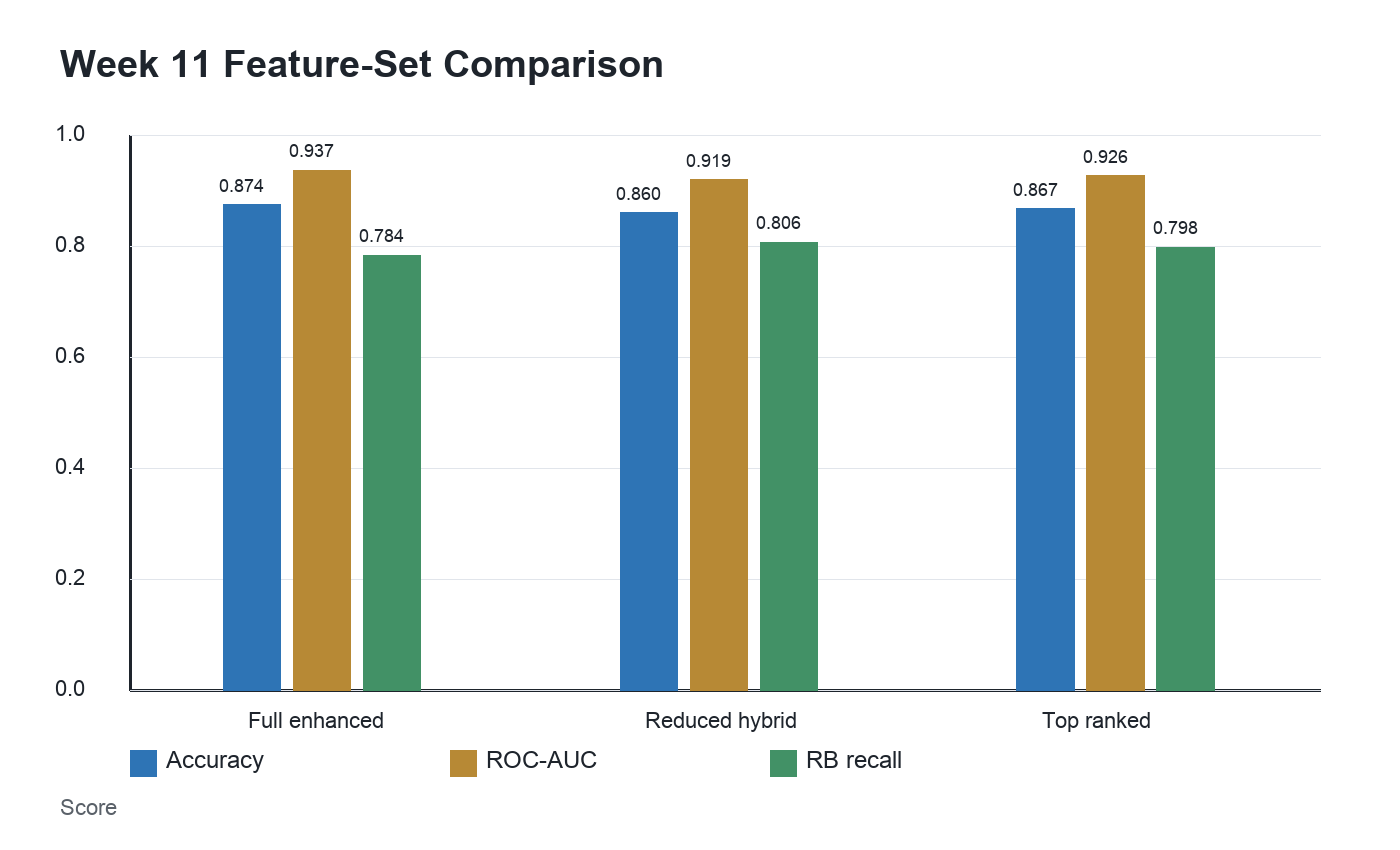 Week 11 Feature-Set Comparison
1.0
0.8
0.6
0.4
0.2
0.0
0.874
0.937
0.784
0.860
0.919
0.806
0.867
0.926
0.798
Full enhanced
Reduced hybrid
Top ranked
Accuracy
ROC-AUC
RB recall
Score